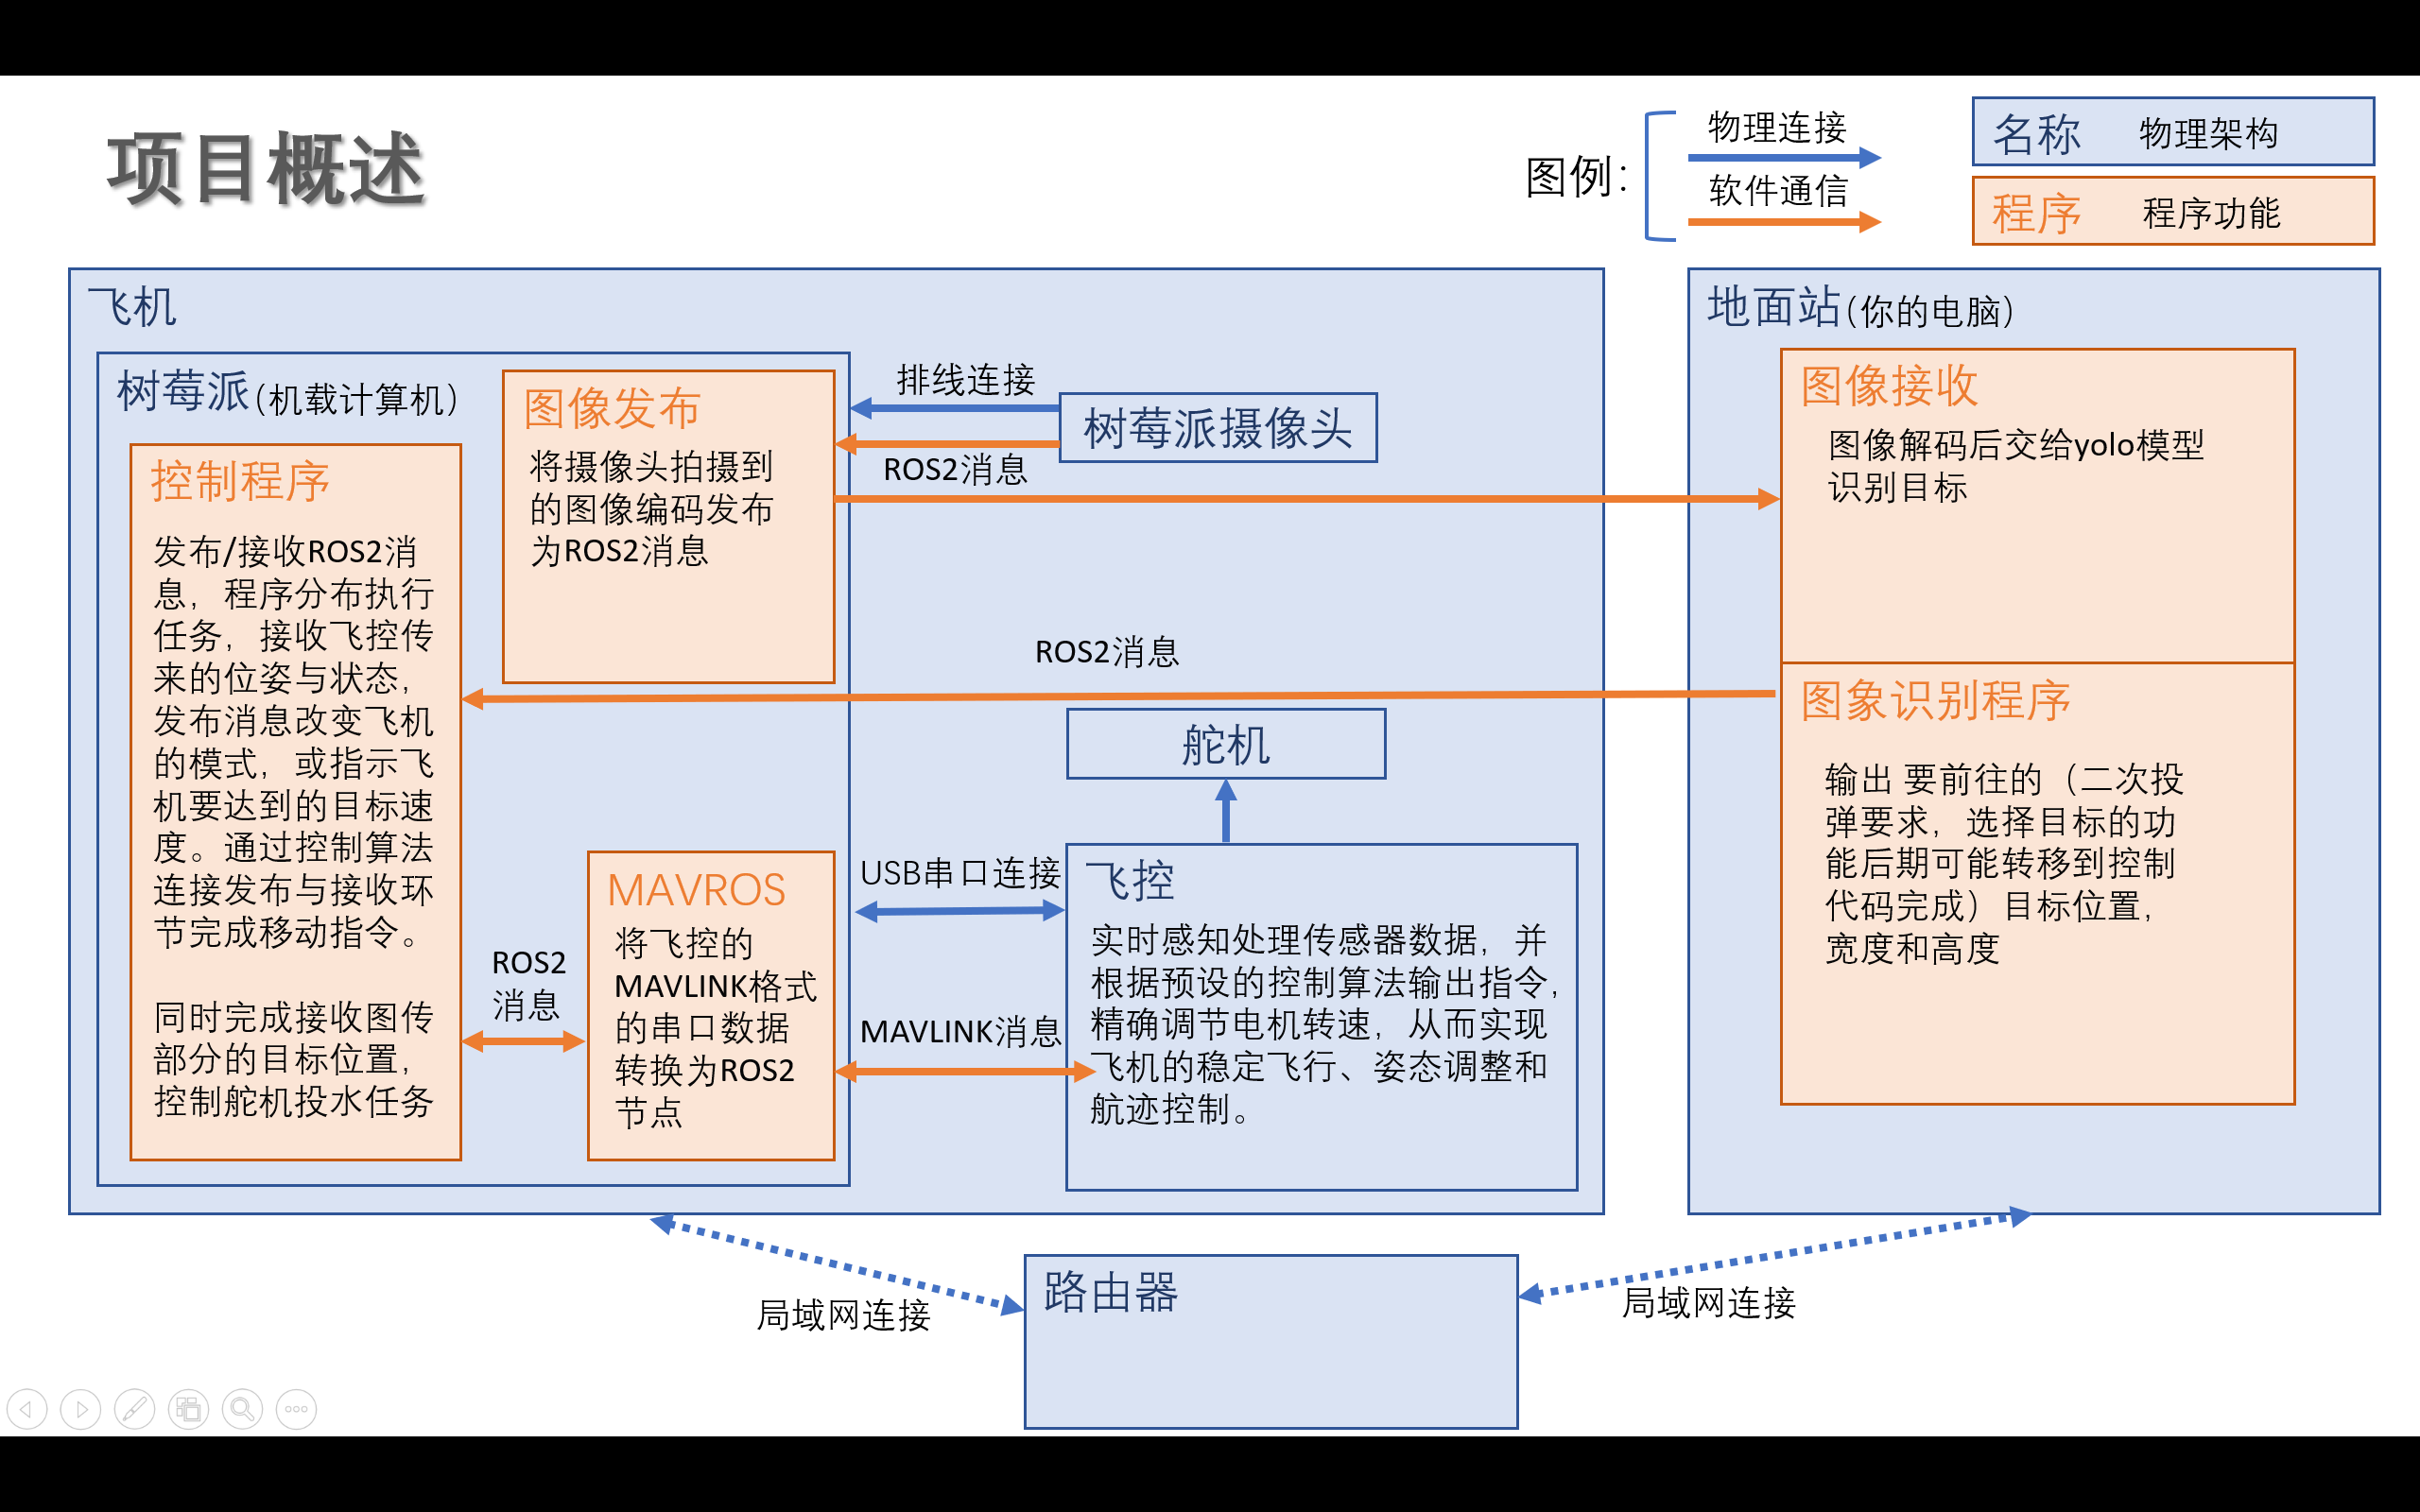 项目概述
图例：
物理连接
软件通信
名称 物理架构
程序 程序功能
飞机
树莓派（机载计算机）
控制程序
发布/接收ROS2消
息，程序分布执行
任务，接收飞控传
来的位姿与状态，
发布消息改变飞机
的模式，或指示飞
机要达到的目标速
度。通过控制算法
连接发布与接收环
节完成移动指令。
同时完成接收图传
部分的目标位置，
控制舵机投水任务
图像发布
将摄像头拍摄到
的图像编码发布
为ROS2消息
排线连接
ROS2消息
树莓派摄像头
ROS2消息
舵机
ROS2
消息
MAVROS
将飞控的
MAVLINK格式
的串口数据
转换为ROS2
节点
USB串口连接
MAVLINK消息
飞控
实时感知处理传感器数据，并
根据预设的控制算法输出指令，
精确调节电机转速，从而实现
飞机的稳定飞行、姿态调整和
航迹控制。
地面站（你的电脑）
图像接收
图像解码后交给yolo模型
识别目标
图象识别程序
输出 要前往的（二次投
弹要求，选择目标的功
能后期可能转移到控制
代码完成）目标位置，
宽度和高度
局域网连接
路由器
局域网连接